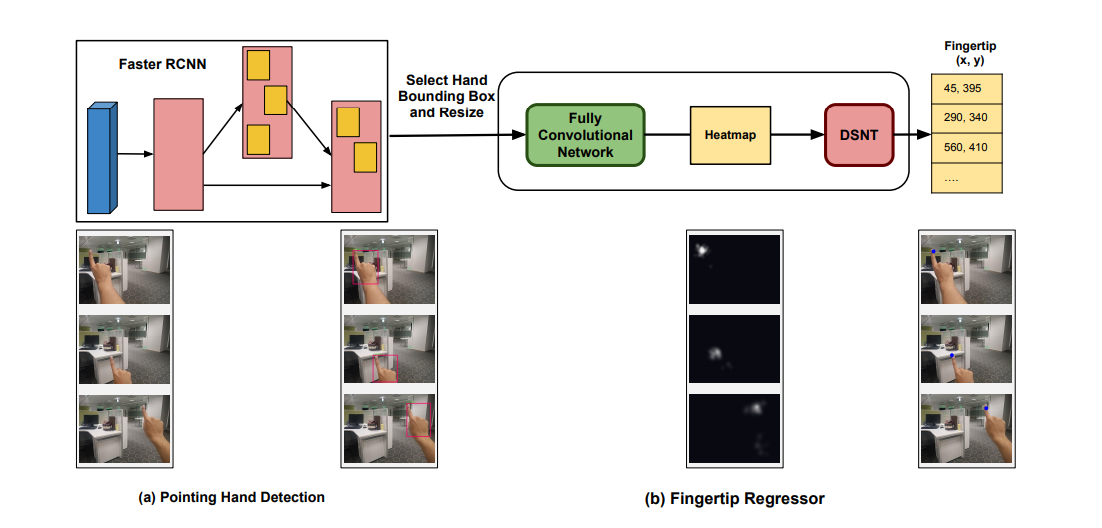 Faster RCNN
Select Hand
Bounding Box
and Resize
Fully
Convolutional
Network
Heatmap
DSNT
Fingertip
(x, y)
45, 395
290, 340
560, 410
....
(a) Pointing Hand Detection
(b) Fingertip Regressor